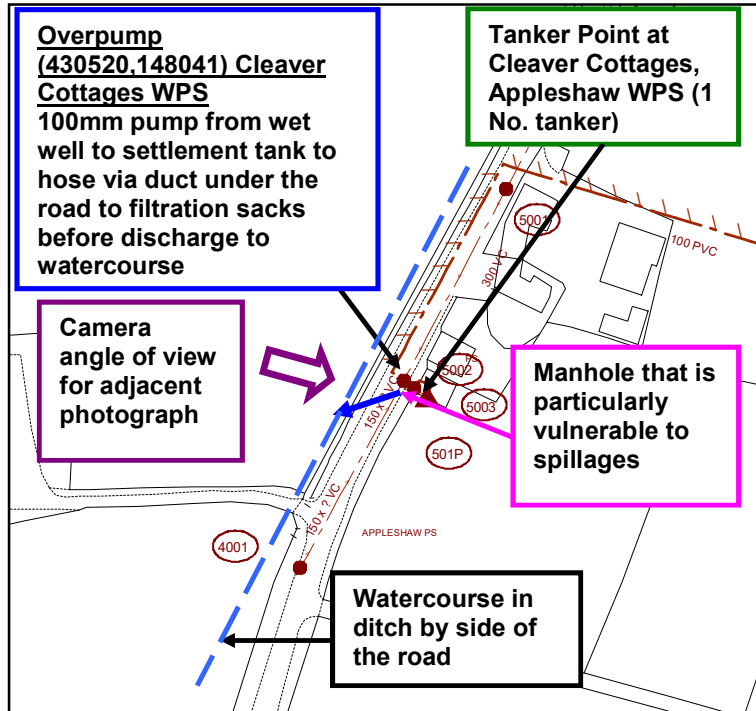 Overpump
(430520,148041) Cleaver
Cottages WPS
100mm pump from wet
well to settlement tank to
hose via duct under the
road to filtration sacks
before discharge to
watercourse
Tanker Point at
Cleaver Cottages,
Appleshaw WPS (1
No. tanker)
5001
100 PVC
300 VC
Camera
angle of view
for adjacent
photograph
PS
5002
5003
501P
150 x ? VC
Manhole that is
particularly
vulnerable to
spillages
150 x ? VC
4001
APPLESHAW PS
Watercourse in
ditch by side of
the road